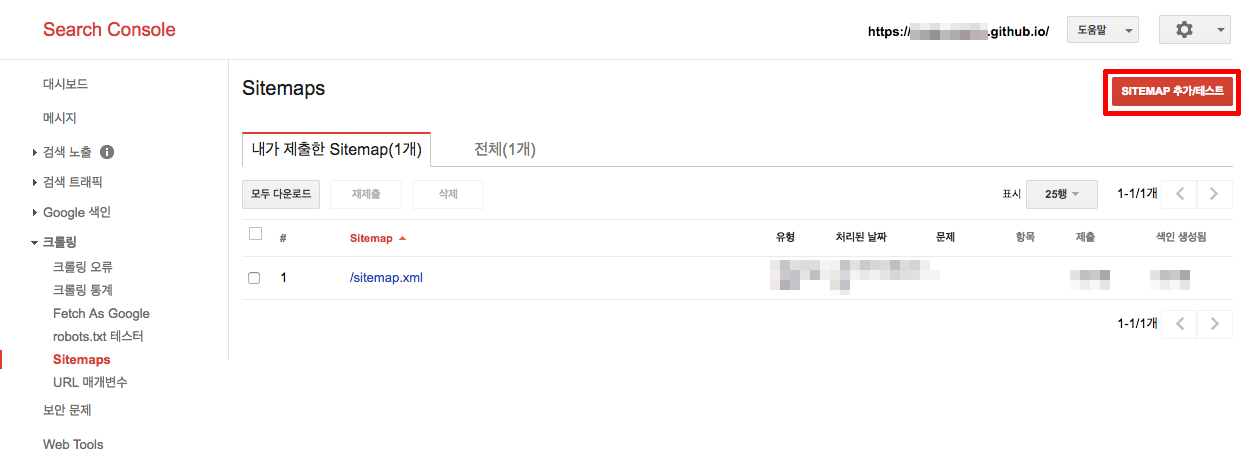 Search Console
https:// .github.io/
도움말
대시보드
메시지
검색 노출
검색 트래픽
Google 색인
크롤링
크롤링 오류
크롤링 통계
Fetch As Google
robots.txt 테스터
Sitemaps
URL 매개변수
보안 문제
Web Tools
Sitemaps
SITEMAP 추가/테스트
내가 제출한 Sitemap(1개) 전체(1개)
모두 다운로드 재제출 삭제 표시 25행 1-1/1개
# Sitemap 유형 처리된 날짜 문제 항목 제출 색인 생성됨
1 /sitemap.xml
1-1/1개